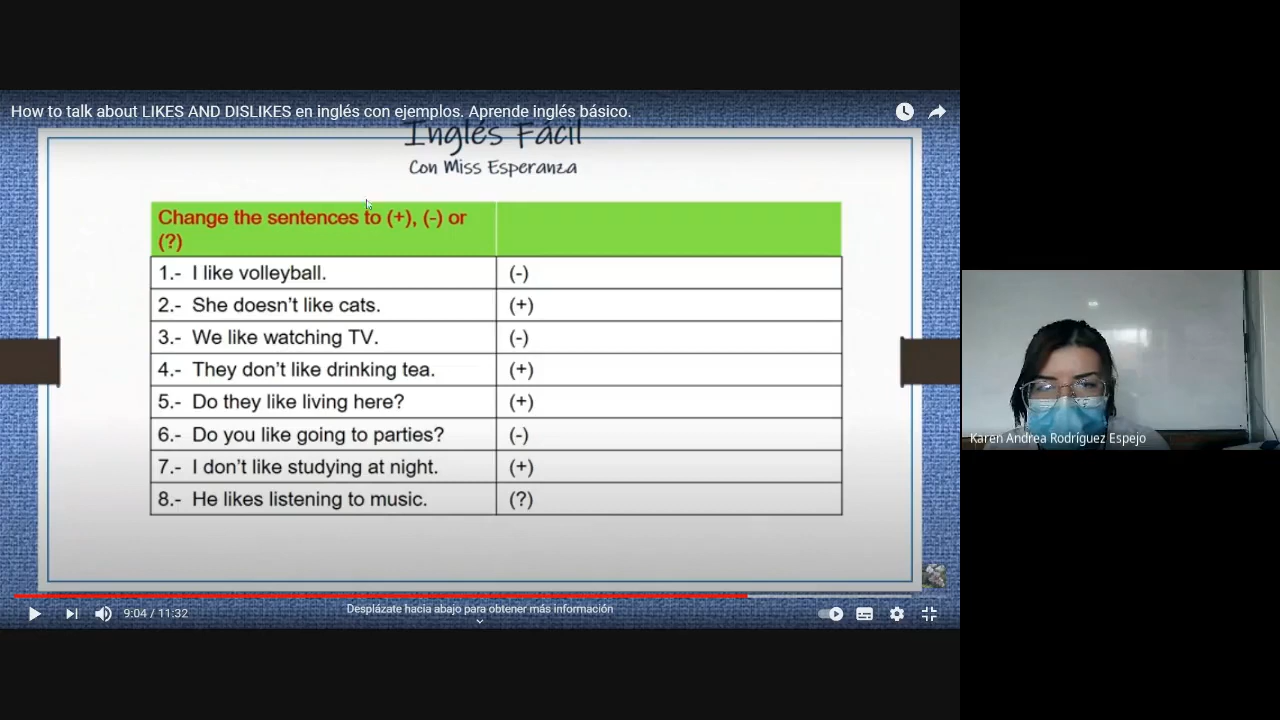 How to talk about LIKES AND DISLIKES en inglés con ejemplos. Aprende inglés básico.
Inglés Fácil
Con Miss Esperanza
Change the sentences to (+), (-) or
(?)
1.- I like volleyball. (-)
2.- She doesn't like cats. (+)
3.- We like watching TV. (-)
4.- They don't like drinking tea. (+)
5.- Do they like living here? (+)
6.- Do you like going to parties? (-)
7.- I don't like studying at night. (+)
8.- He likes listening to music. (?)
Karen Andrea Rodríguez Espejo
9:04 / 11:32
Desplázate hacia abajo para obtener más información